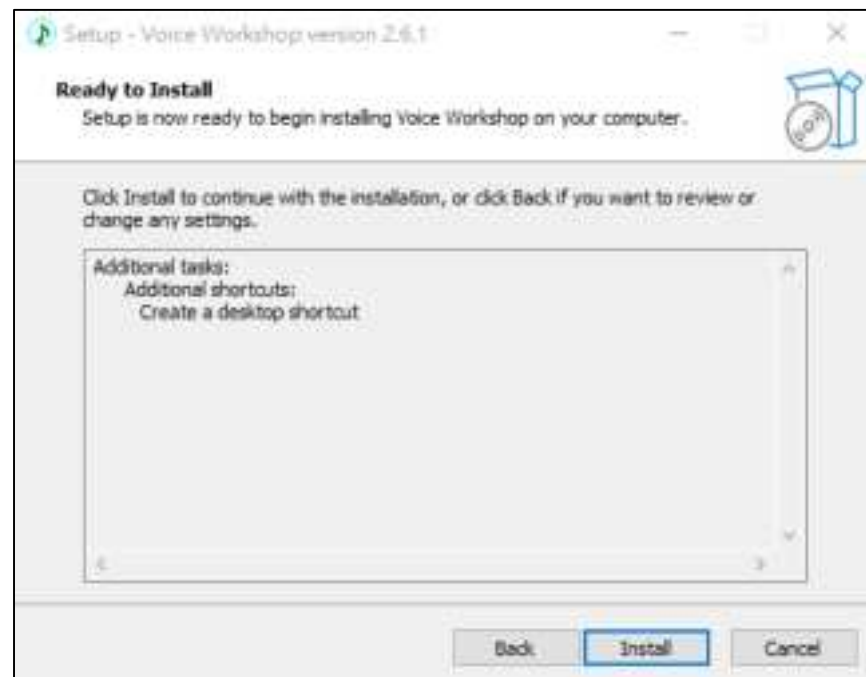 Setup - Voice Workshop version 2.6.1
Ready to Install
Setup is now ready to begin installing Voice Workshop on your computer.
Click Install to continue with the installation, or click Back if you want to review or
change any settings.
Additional tasks:
Additional shortcuts:
Create a desktop shortcut
Back
Install
Cancel